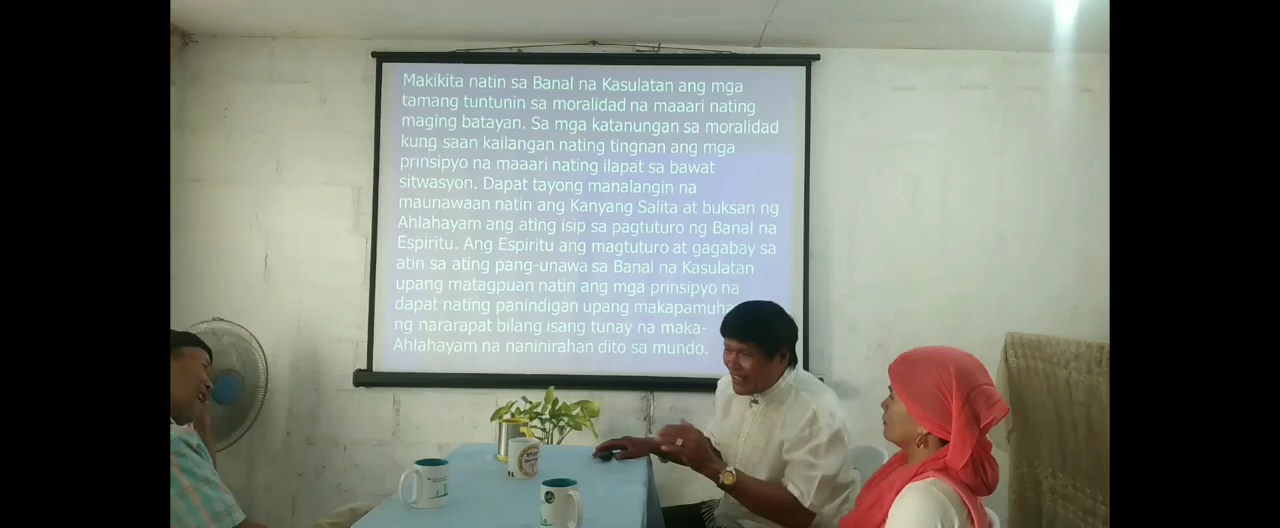 Makikita natin sa Banal na Kasulatan ang mga
tamang tuntunin sa moralidad na maaari nating
maging batayan. Sa mga katanungan sa moralidad
kung saan kailangan nating tingnan ang mga
prinsipyo na maaari nating ilapat sa bawat
sitwasyon. Dapat tayong manalangin na
maunawaan natin ang Kanyang Salita at buksan ng
Ahlahayam ang ating isip sa pagtuturo ng Banal na
Espiritu. Ang Espiritu ang magtuturo at gagabay sa
atin sa ating pang-unawa sa Banal na Kasulatan
upang matagpuan natin ang mga prinsipyo na
dapat nating panindigan upang
ng nararapat bilang isang tunay na maka-
Ahlahayam na naninirahan dito sa mundo.